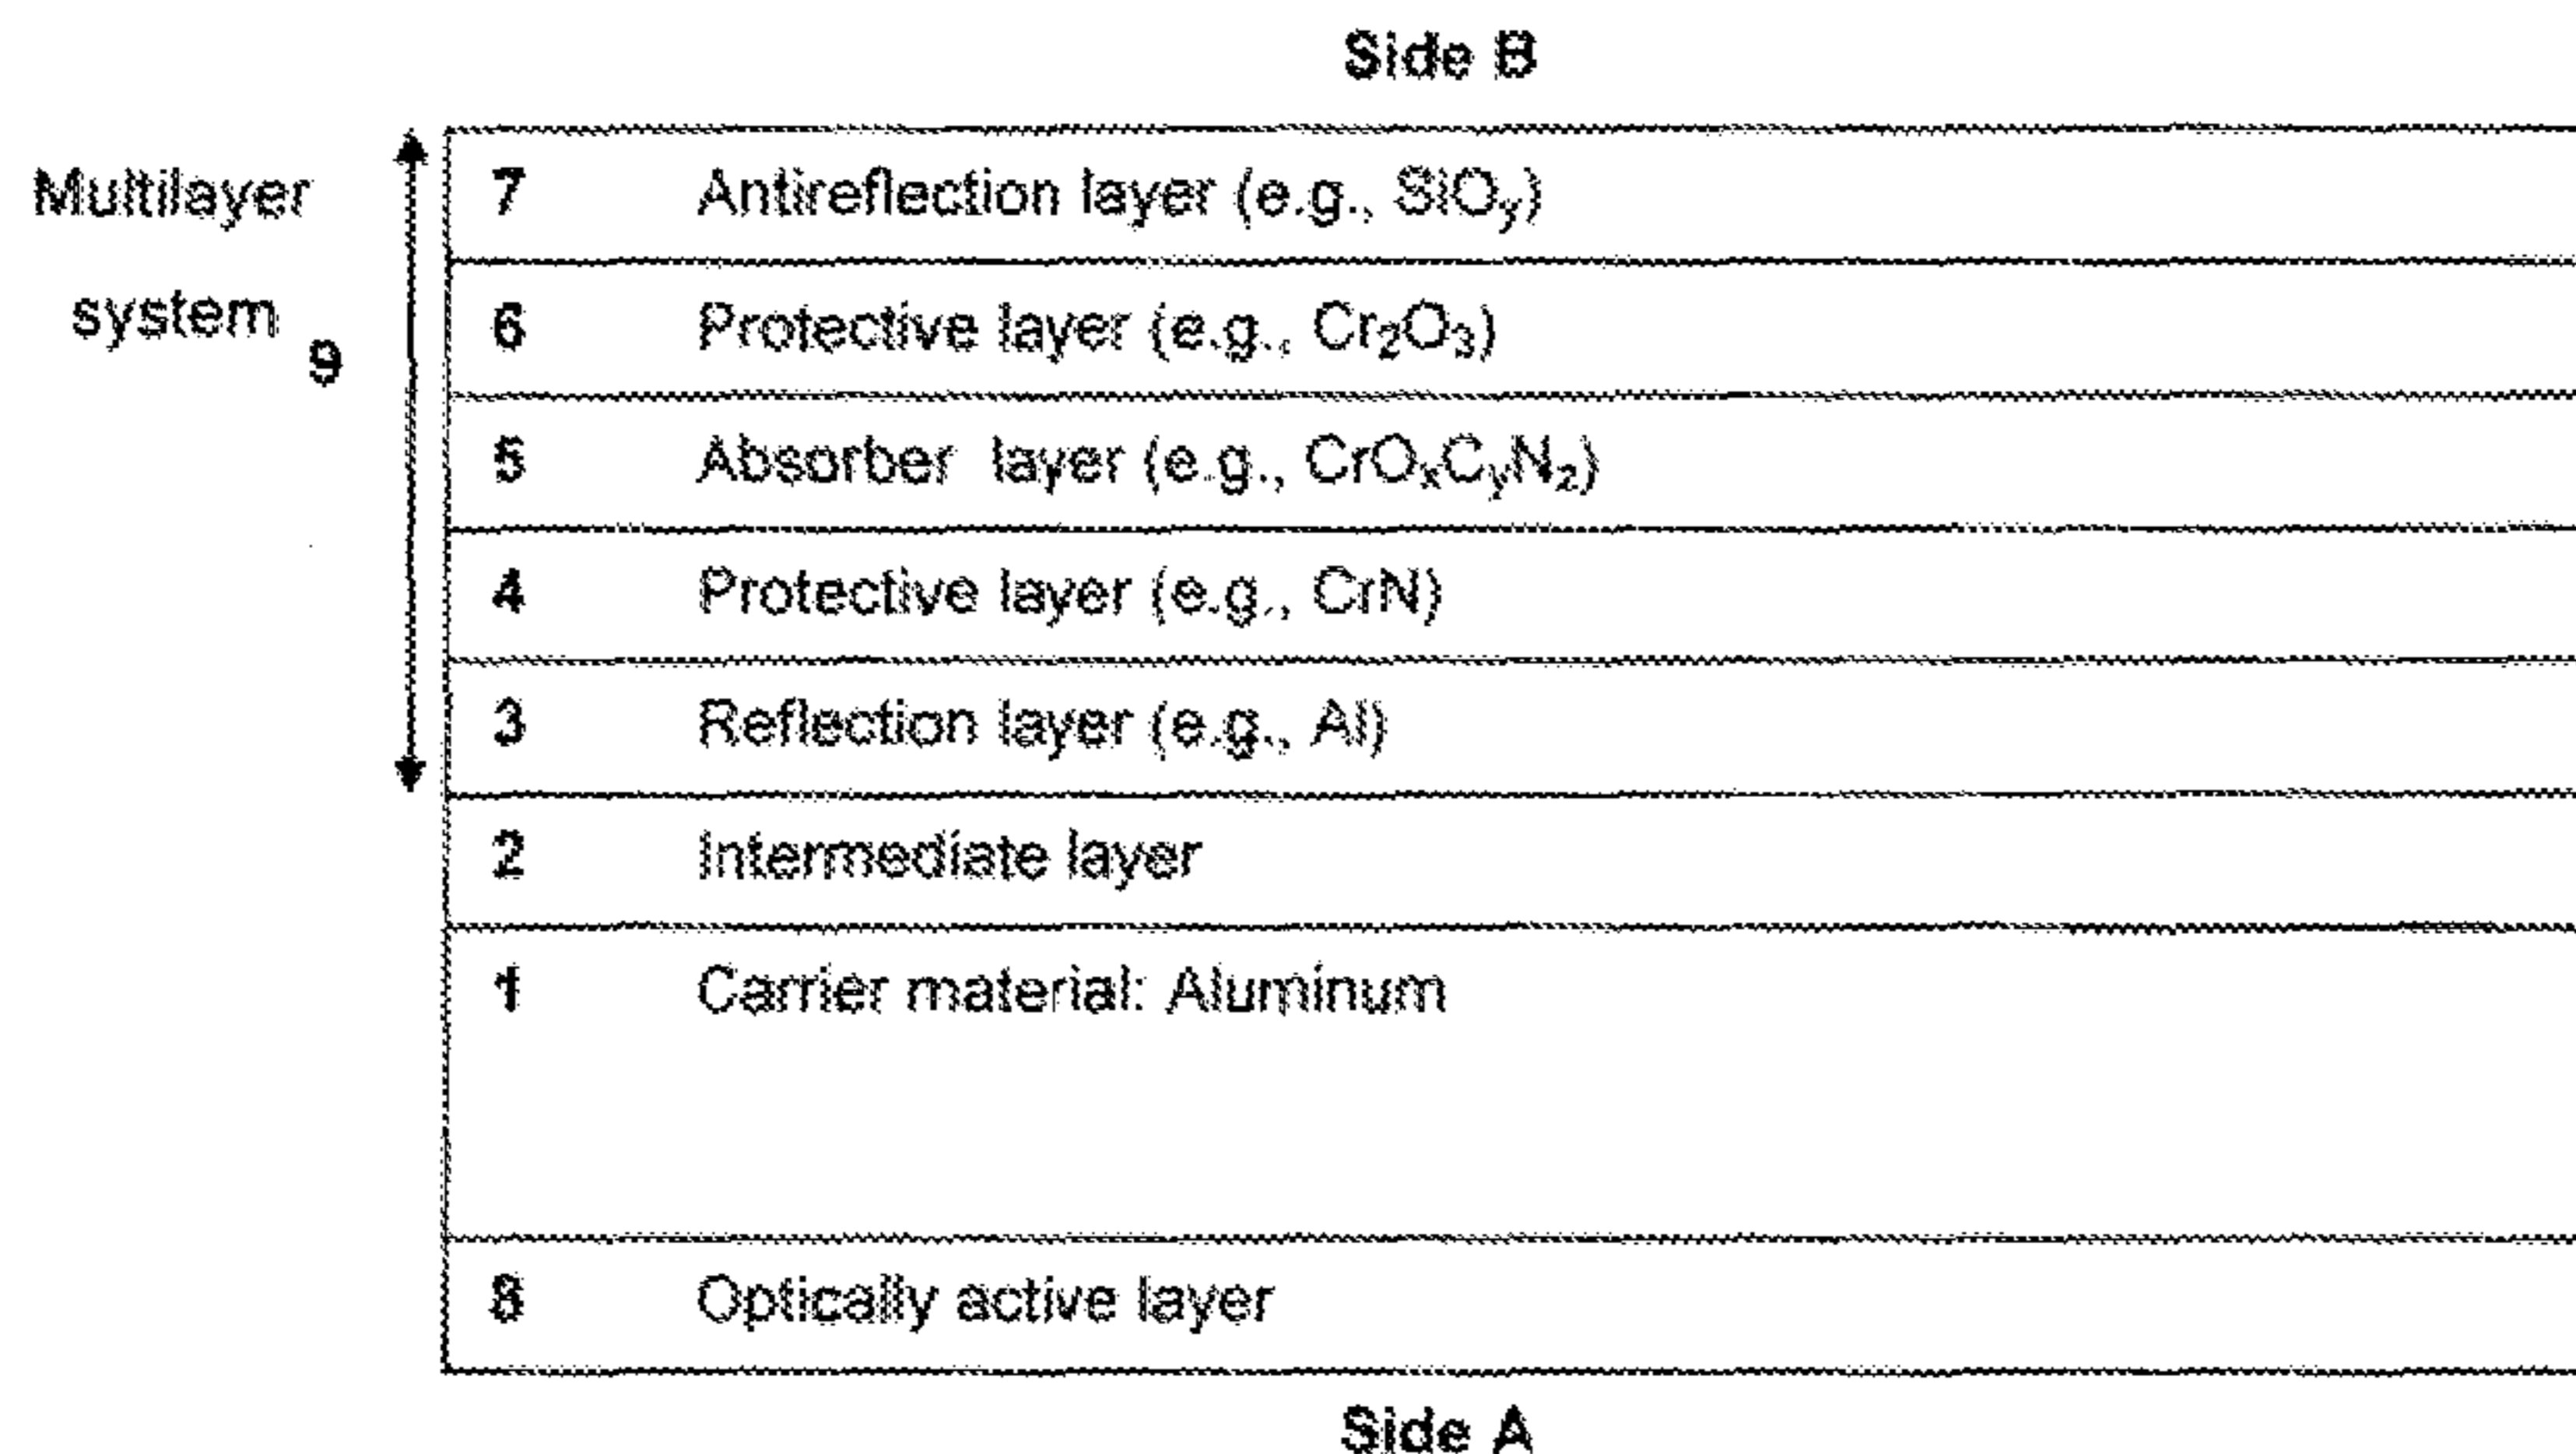 Side B
Multilayer
system 9
7 Antireflection layer (e.g., SiOy)
6 Protective layer (e.g., Cr2O3)
5 Absorber layer (e.g., CrOxCyN2)
4 Protective layer (e.g., CrN)
3 Reflection layer (e.g., Al)
2 Intermediate layer
1 Carrier material: Aluminum
8 Optically active layer
Side A